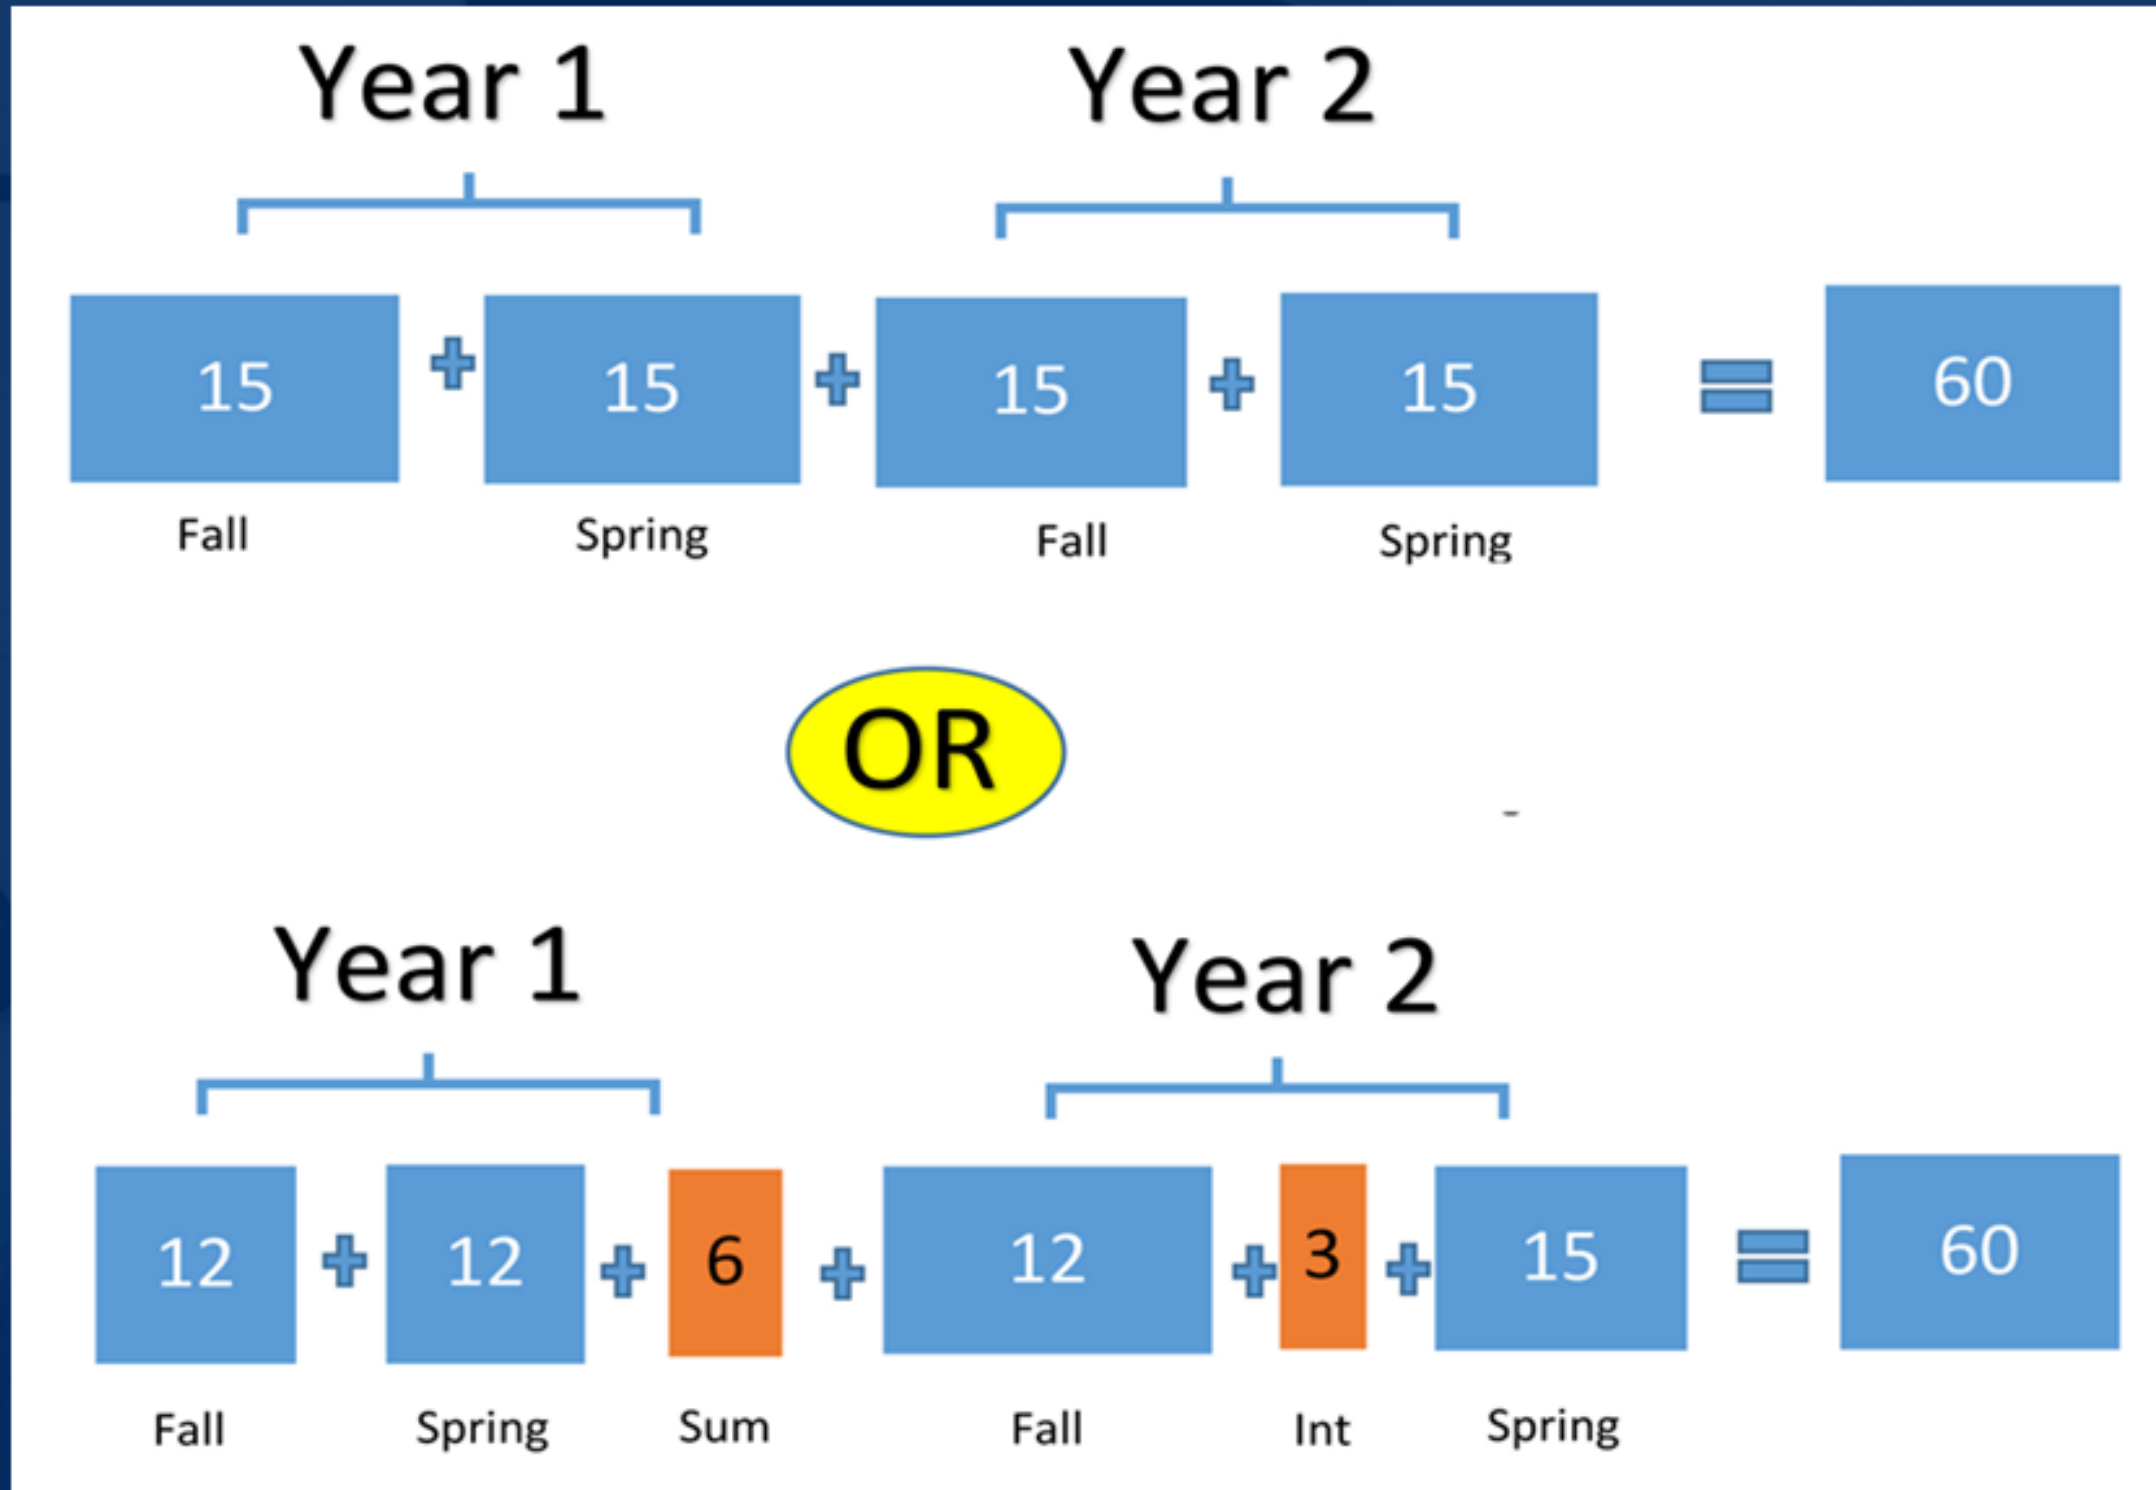 Year 1 Year 2
15 + 15 + 15 + 15 = 60
Fall Spring Fall Spring
OR
-
Year 1 Year 2
12 + 12 + 6 + 12 + 3 + 15 = 60
Fall Spring Sum Fall Int Spring